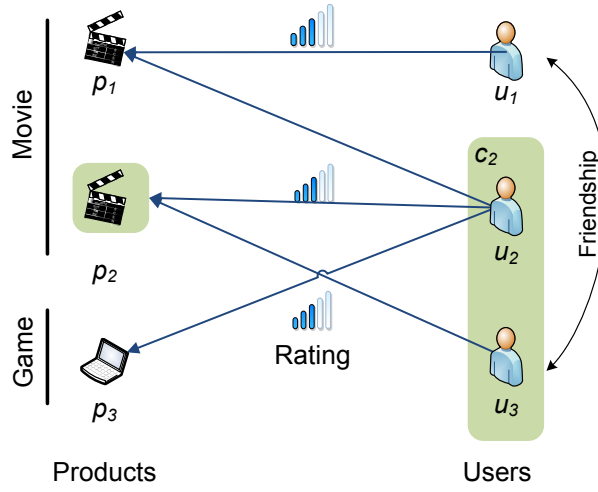 Movie
p1
u1
c2
u2
Friendship
p2
Game
Rating
p3
u3
Products
Users